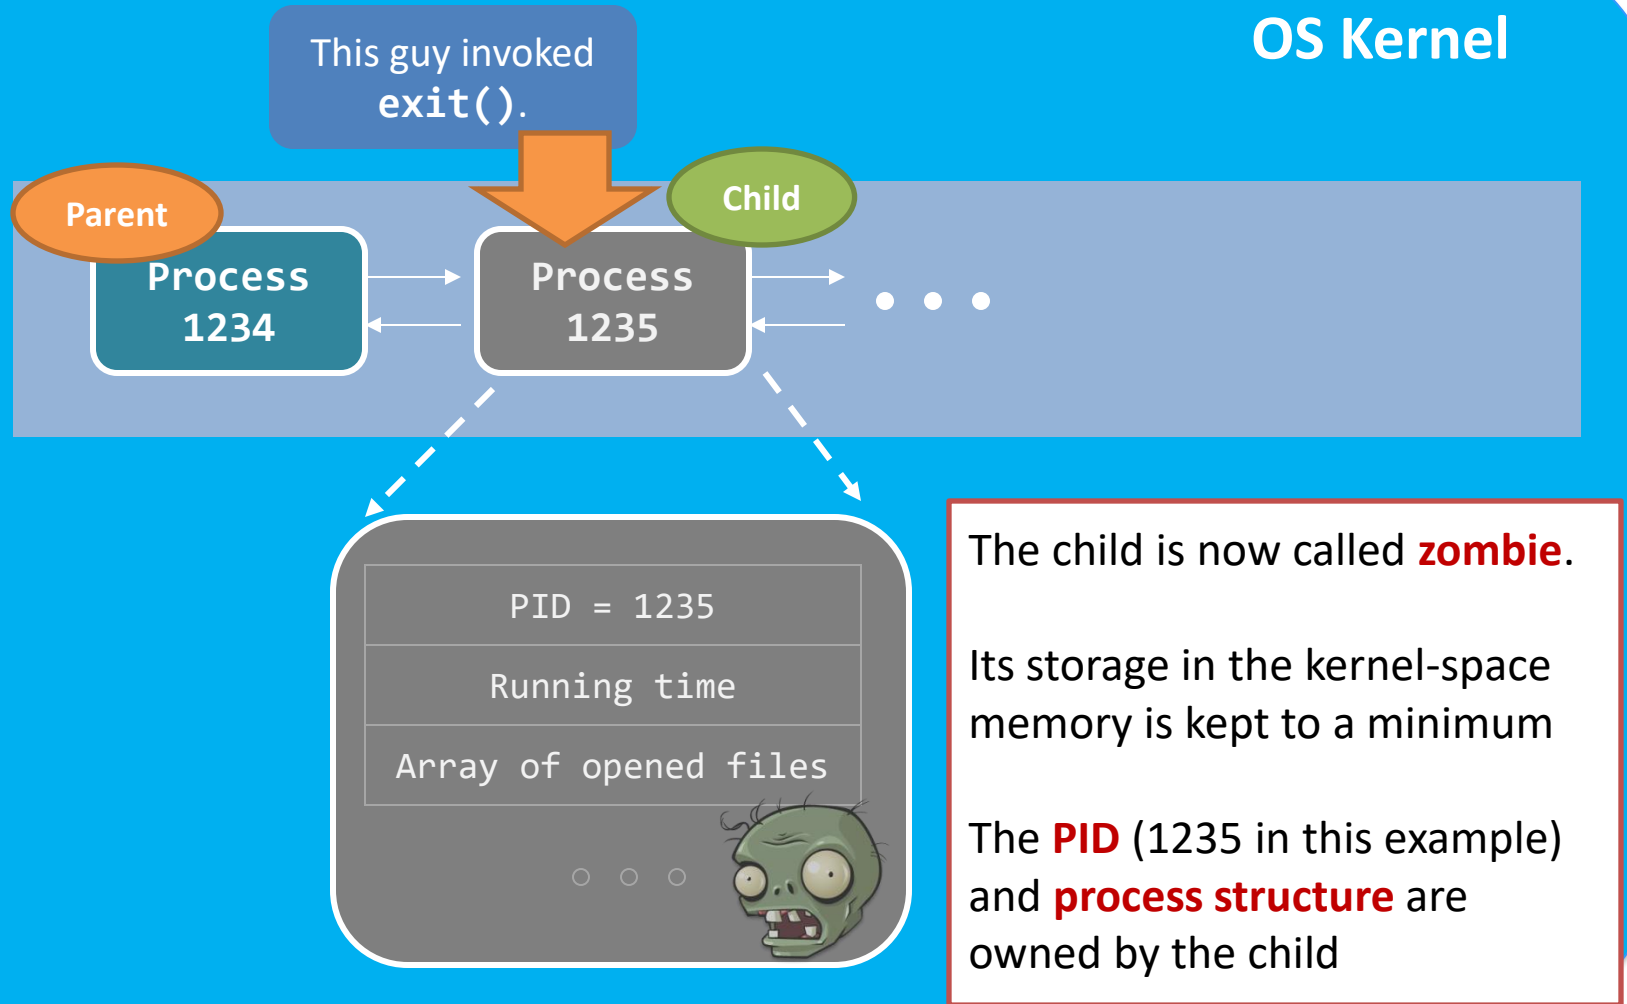 OS Kernel
This guy invoked
exit().
Parent
Child
Process
1234
Process
1235
PID = 1235
Running time
Array of opened files
The child is now called zombie.
Its storage in the kernel-space
memory is kept to a minimum
The PID (1235 in this example)
and process structure are
owned by the child